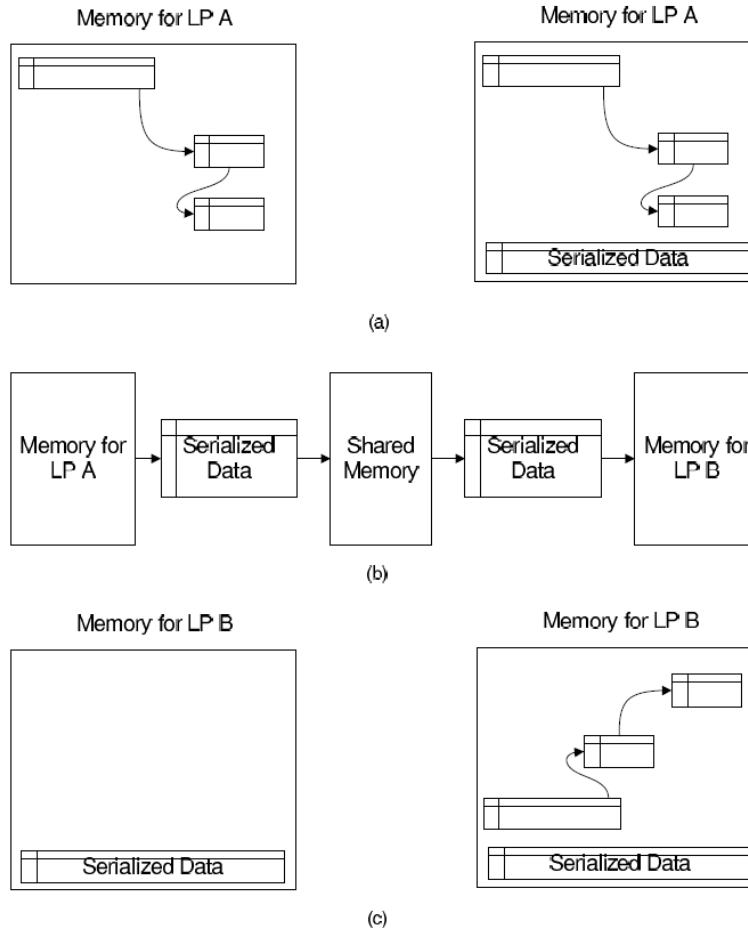 Memory for LP A
Memory for LP A
Serialized Data
(a)
Memory for
LP A
Serialized
Data
Shared
Memory
Serialized
Data
Memory for
LP B
(b)
Memory for LP B
Memory for LP B
Serialized Data
Serialized Data
(c)